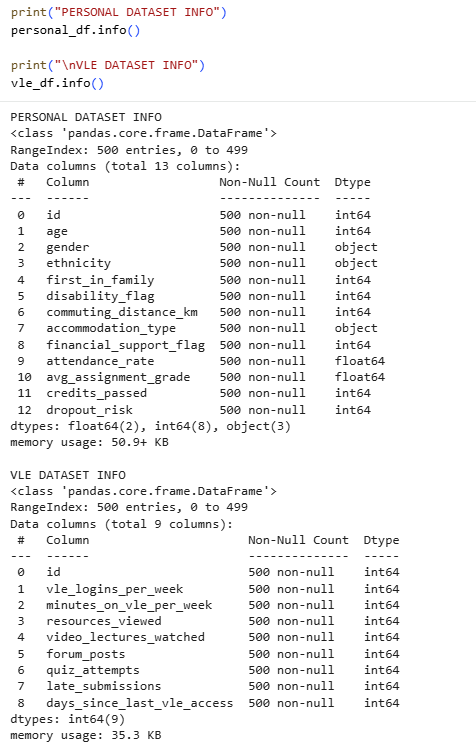 print("PERSONAL DATASET INFO")
personal_df.info()
print("\nVLE DATASET INFO")
vle_df.info()
PERSONAL DATASET INFO
<class 'pandas.core.frame.DataFrame'>
RangeIndex: 500 entries, 0 to 499
Data columns (total 13 columns):
 #   Column                  Non-Null Count  Dtype
---  ------                  --------------  -----
 0   id                      500 non-null    int64
 1   age                     500 non-null    int64
 2   gender                  500 non-null    object
 3   ethnicity               500 non-null    object
 4   first_in_family         500 non-null    int64
 5   disability_flag         500 non-null    int64
 6   commuting_distance_km   500 non-null    int64
 7   accommodation_type      500 non-null    object
 8   financial_support_flag  500 non-null    int64
 9   attendance_rate         500 non-null    float64
 10  avg_assignment_grade    500 non-null    float64
 11  credits_passed          500 non-null    int64
 12  dropout_risk            500 non-null    int64
dtypes: float64(2), int64(8), object(3)
memory usage: 50.9+ KB
VLE DATASET INFO
<class 'pandas.core.frame.DataFrame'>
RangeIndex: 500 entries, 0 to 499
Data columns (total 9 columns):
 #   Column                     Non-Null Count  Dtype
---  ------                     --------------  -----
 0   id                         500 non-null    int64
 1   vle_logins_per_week        500 non-null    int64
 2   minutes_on_vle_per_week    500 non-null    int64
 3   resources_viewed           500 non-null    int64
 4   video_lectures_watched     500 non-null    int64
 5   forum_posts                500 non-null    int64
 6   quiz_attempts              500 non-null    int64
 7   late_submissions           500 non-null    int64
 8   days_since_last_vle_access  500 non-null    int64
dtypes: int64(9)
memory usage: 35.3 KB